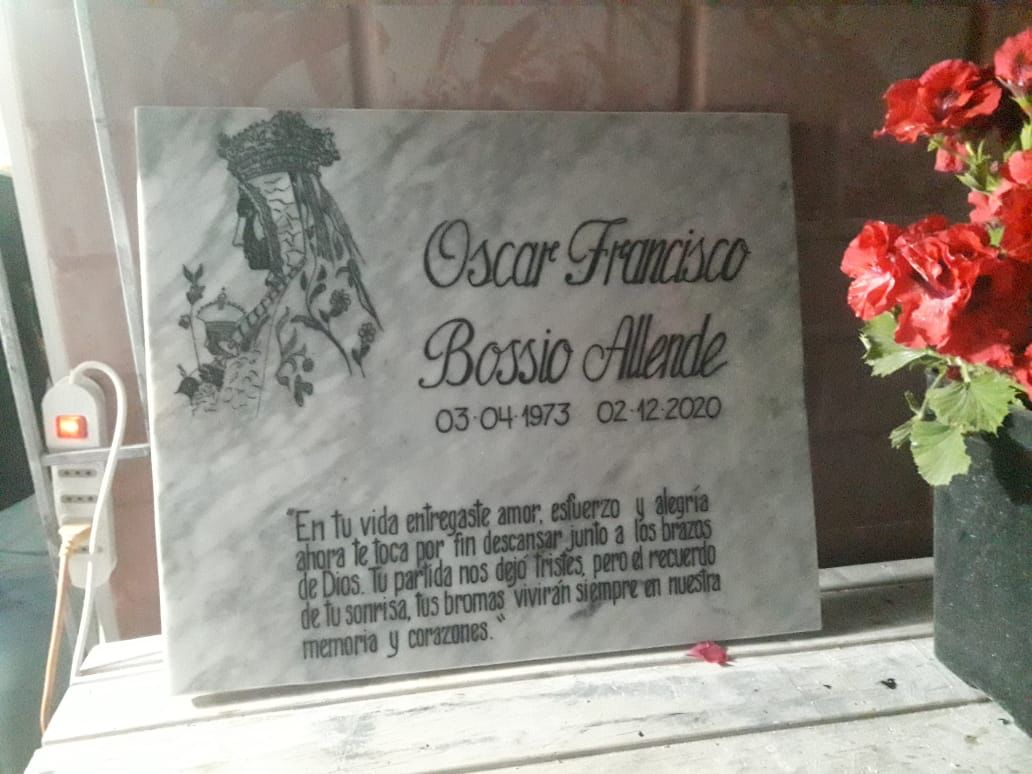 Oscar Francisco
Bossio Allende
03·04·1973 02·12·2020
"En tu vida entregaste amor, esfuerzo y alegría
ahora te toca por fin descansar junto a los brazos
de Dios. Tu partida nos dejó tristes, pero el recuerdo
de tu sonrisa, tus bromas vivirán siempre en nuestra
memoria y corazones."